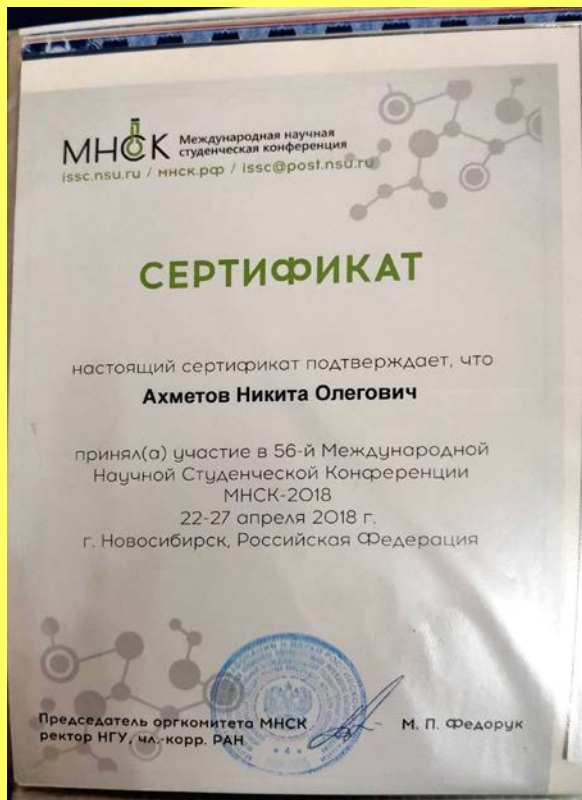 МНСК Международная научная
студенческая конференция
issc.nsu.ru / мнск.рф / issc@post.nsu.ru
СЕРТИФИКАТ
настоящий сертификат подтверждает, что
Ахметов Никита Олегович
принял(а) участие в 56-й Международной
Научной Студенческой Конференции
МНСК-2018
22-27 апреля 2018 г.
г. Новосибирск, Российская Федерация
Председатель оргкомитета МНСК
ректор НГУ, чл.-корр. РАН
М. П. Федорук